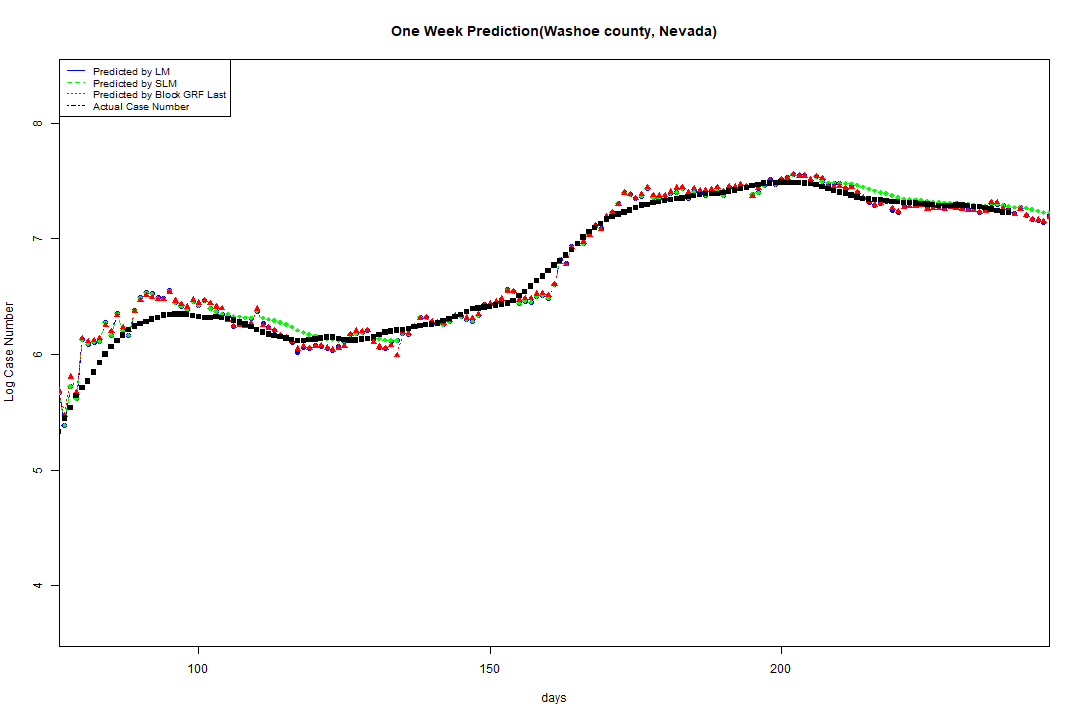 One Week Prediction(Washoe county, Nevada)
Predicted by LM
Predicted by SLM
Predicted by Block GRF Last
Actual Case Number
8
7
6
5
4
Log Case Number
100 150 200
days